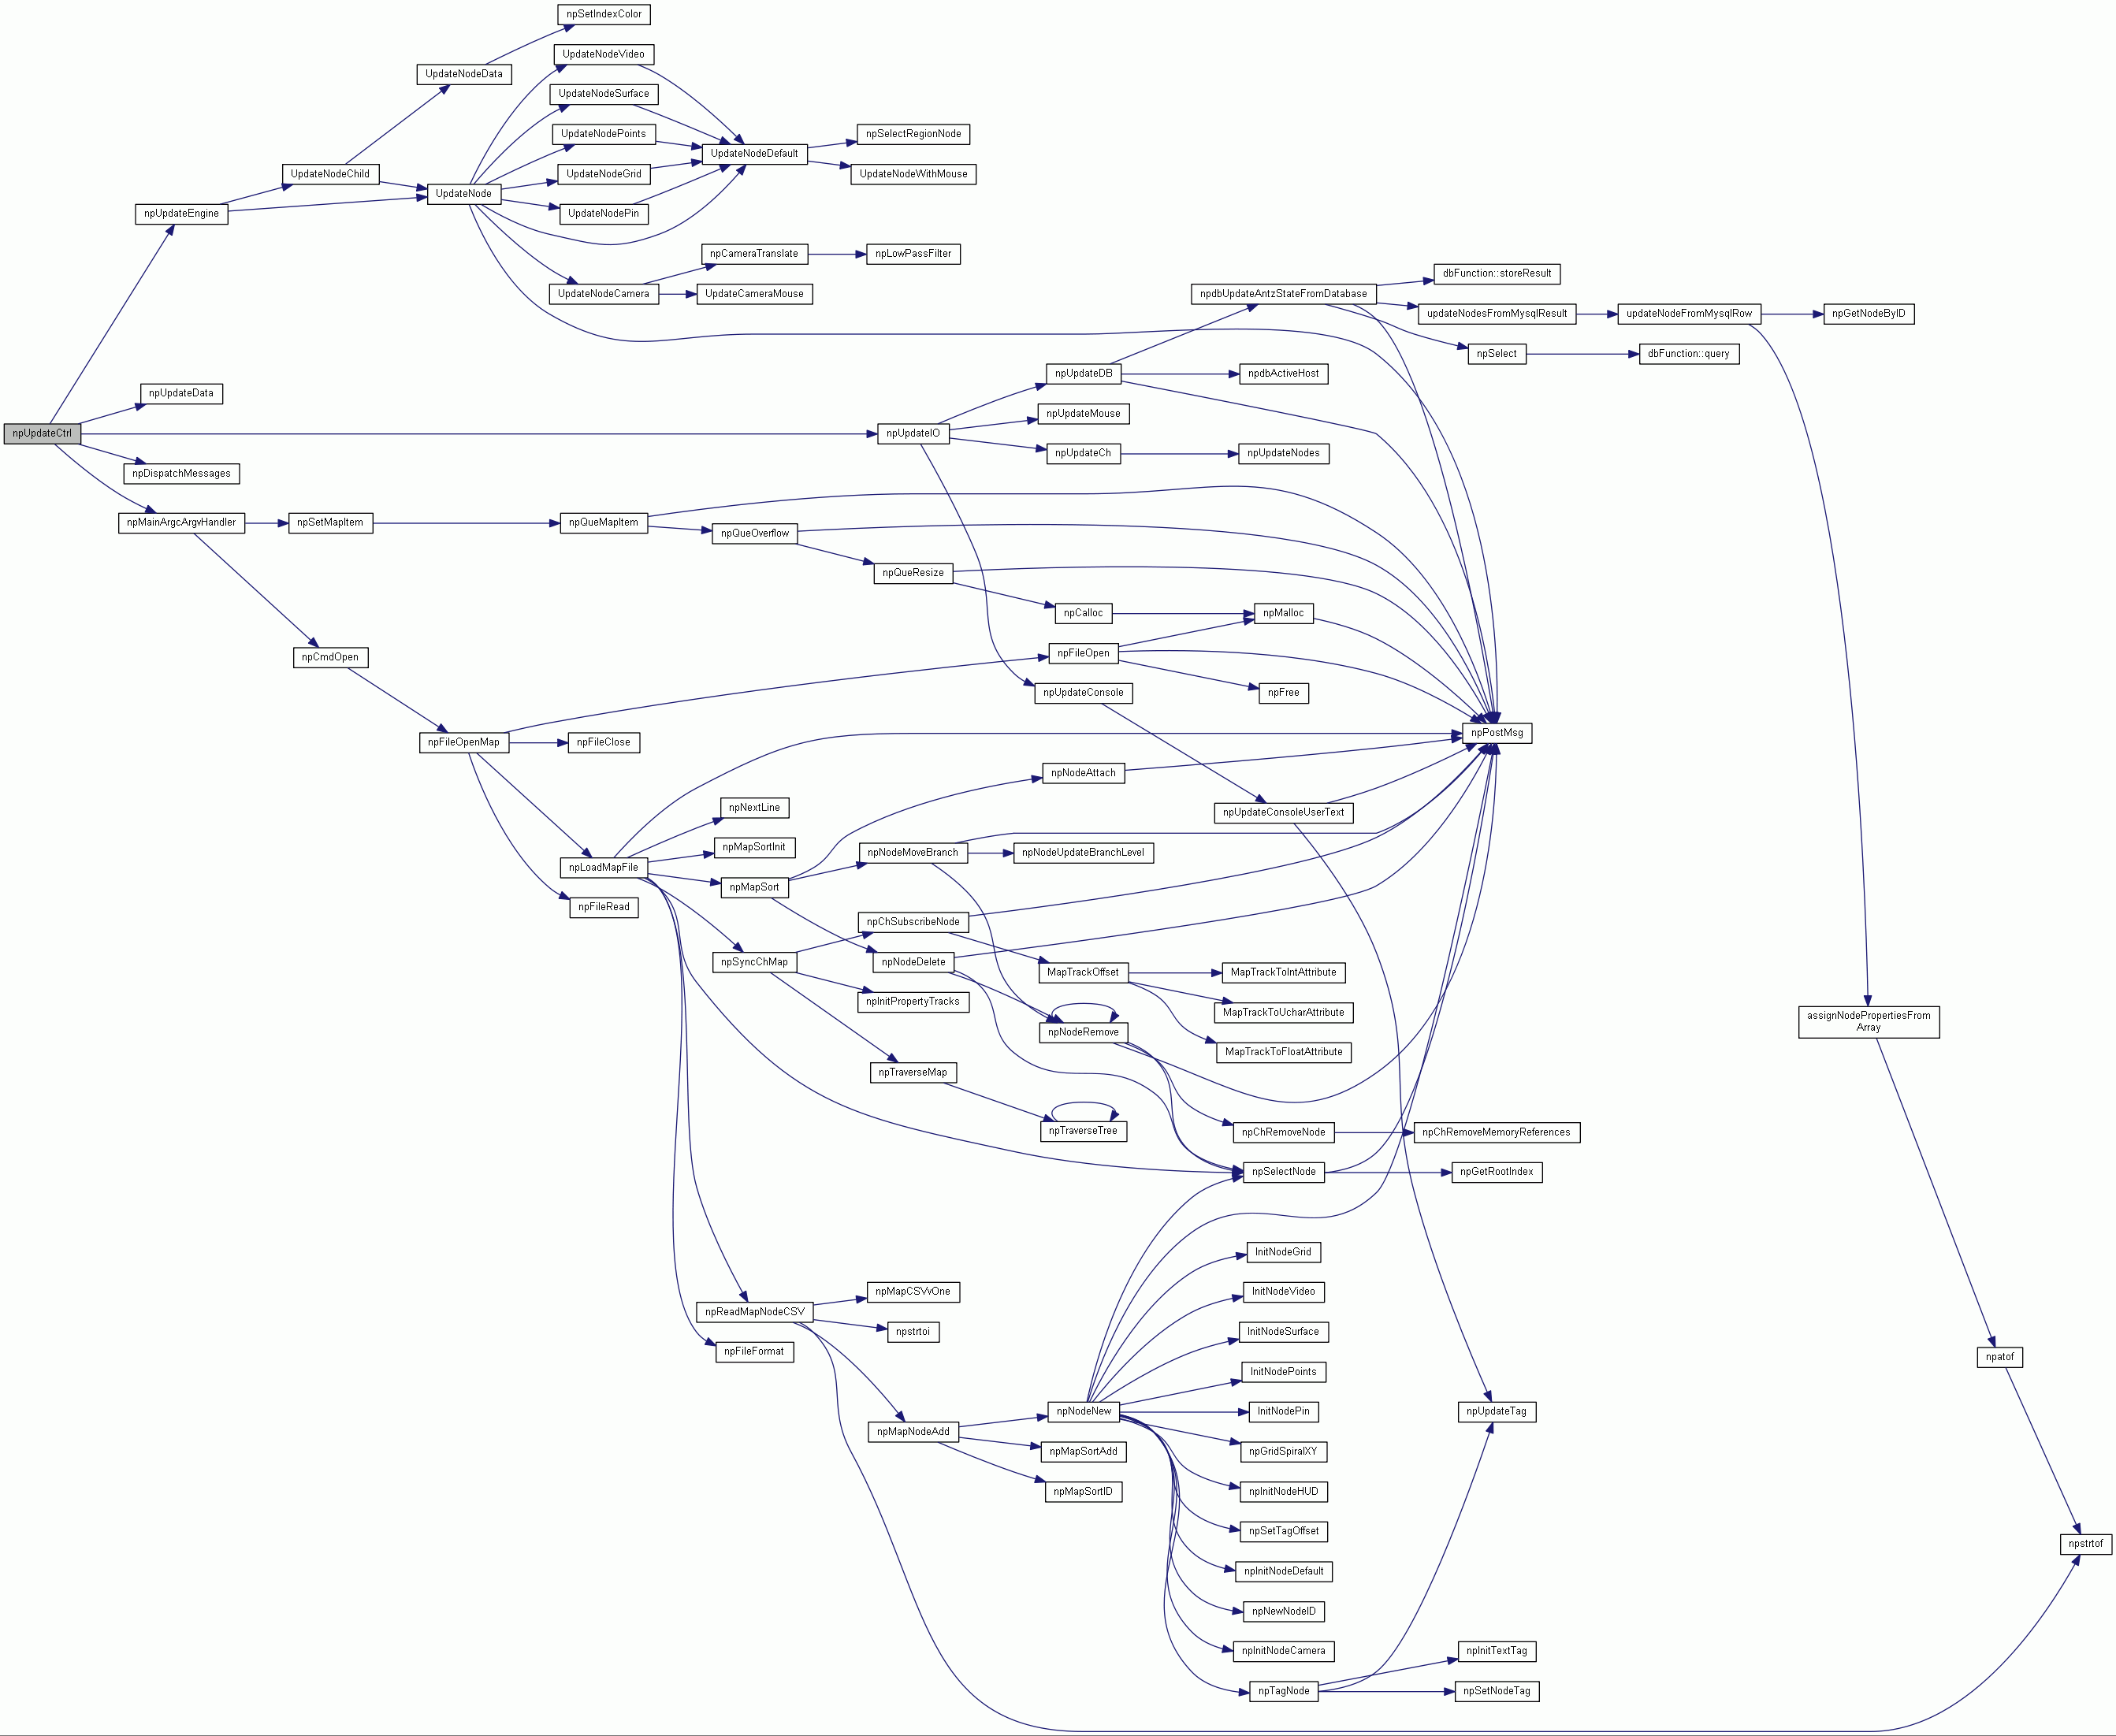 npSetIndexColor
UpdateNodeVideo
UpdateNodeData
UpdateNodeSurface
UpdateNodePoints
npSelectRegionNode
UpdateNodeDefault
UpdateNodeChild
UpdateNodeGrid
UpdateNodeWithMouse
UpdateNode
npUpdateEngine
UpdateNodePin
npCameraTranslate
npLowPassFilter
dbFunction::storeResult
UpdateNodeCamera
UpdateCameraMouse
npdbUpdateAntzStateFromDatabase
updateNodesFromMysqlResult
updateNodeFromMysqlRow
npGetNodeByID
npSelect
dbFunction::query
npUpdateDB
npdbActiveHost
npUpdateData
npUpdateMouse
npUpdateCtrl
npUpdateIO
npUpdateCh
npUpdateNodes
npDispatchMessages
npMainArgcArgvHandler
npSetMapItem
npQueMapItem
npQueOverflow
npQueResize
npCalloc
npMalloc
npCmdOpen
npFileOpen
npUpdateConsole
npFree
npFileOpenMap
npFileClose
npPostMsg
npNodeAttach
npNextLine
npUpdateConsoleUserText
npMapSortInit
npNodeMoveBranch
npNodeUpdateBranchLevel
npLoadMapFile
npMapSort
npFileRead
npChSubscribeNode
npSyncChMap
npNodeDelete
MapTrackOffset
MapTrackToIntAttribute
npInitPropertyTracks
MapTrackToUcharAttribute
assignNodePropertiesFrom
Array
npNodeRemove
MapTrackToFloatAttribute
npTraverseMap
npTraverseTree
npChRemoveNode
npChRemoveMemoryReferences
npSelectNode
npGetRootIndex
InitNodeGrid
npMapCSVvOne
InitNodeVideo
npReadMapNodeCSV
npstrtoi
InitNodeSurface
npFileFormat
npatof
InitNodePoints
npNodeNew
InitNodePin
npUpdateTag
npMapNodeAdd
npMapSortAdd
npGridSpiralXY
npMapSortID
npInitNodeHUD
npSetTagOffset
npstrtof
npInitNodeDefault
npNewNodeID
npInitNodeCamera
npInitTextTag
npTagNode
npSetNodeTag